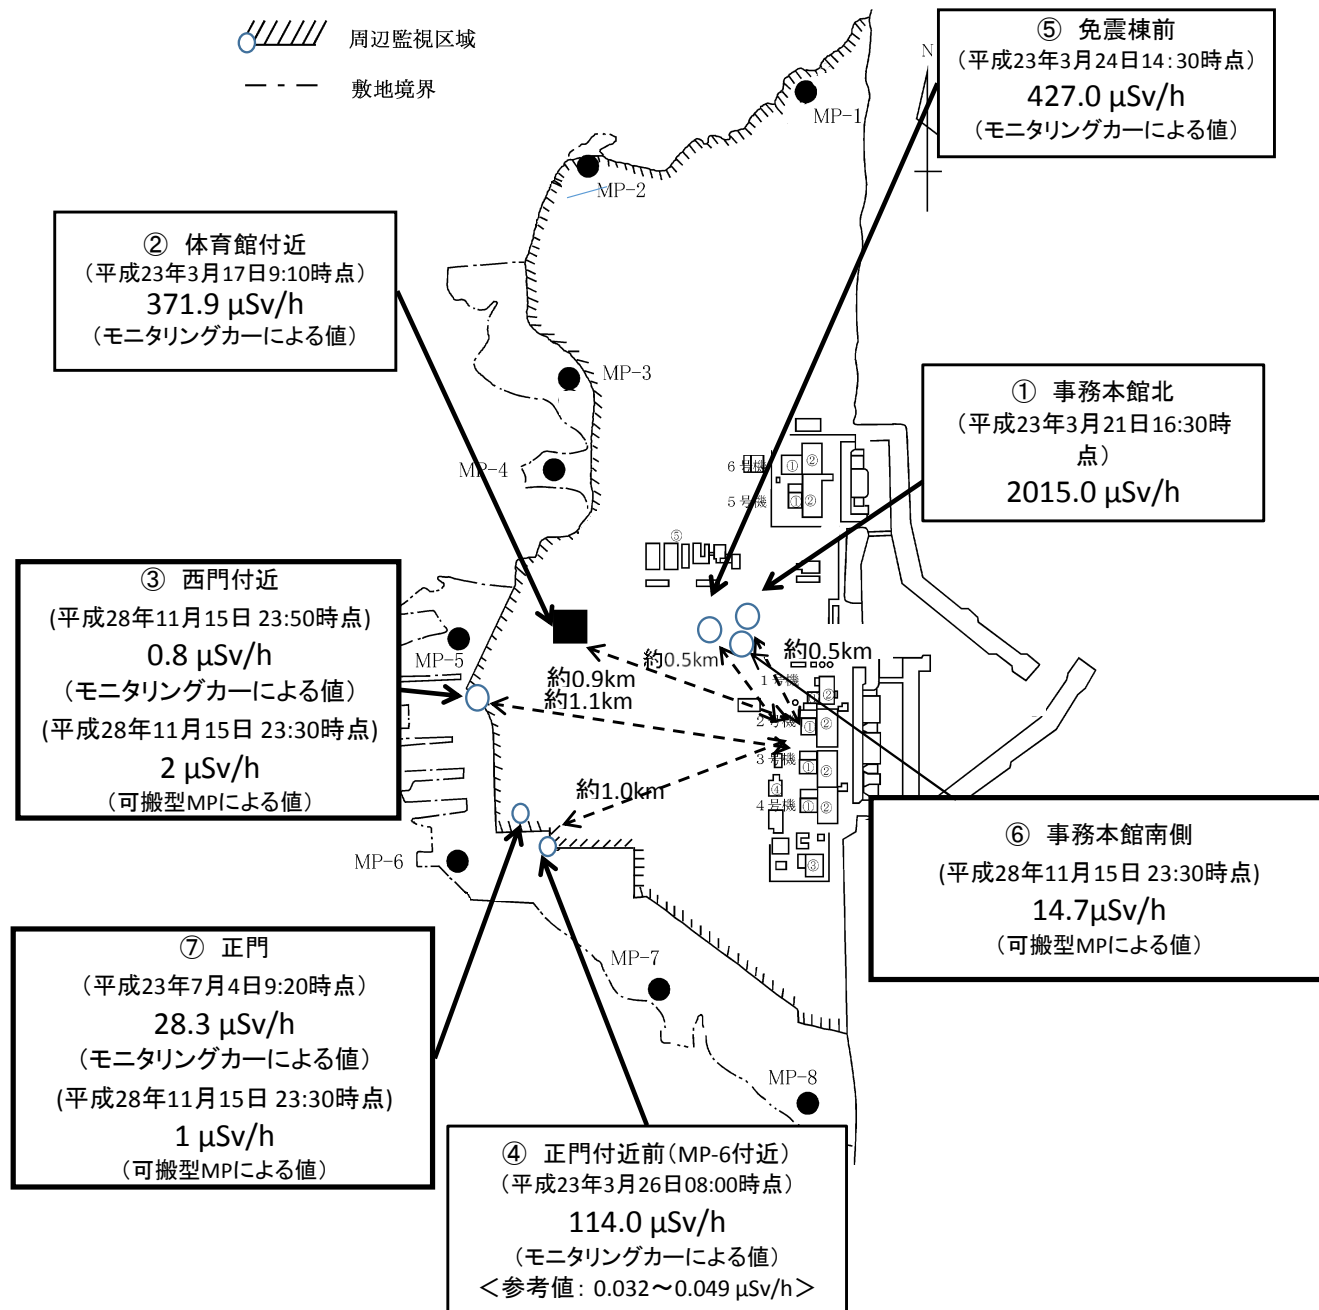 周辺監視区域
敷地境界
⑤ 免震棟前
(平成23年3月24日14:30時点)
427.0 μSv/h
(モニタリングカーによる値)
N
MP-1
MP-2
② 体育館付近
(平成23年3月17日9:10時点)
371.9 μSv/h
(モニタリングカーによる値)
MP-3
① 事務本館北
(平成23年3月21日16:30時
点)
2015.0 μSv/h
MP-4
6号機
① ②
5号機
① ②
⑤
③ 西門付近
(平成28年11月15日 23:50時点)
0.8 μSv/h
(モニタリングカーによる値)
(平成28年11月15日 23:30時点)
2 μSv/h
(可搬型MPによる値)
MP-5
約0.5km
約0.5km
約0.9km
約1.1km
約1.0km
1号機
②
2号機
① ②
3号機
① ②
④
4号機
① ②
③
MP-6
⑥ 事務本館南側
(平成28年11月15日 23:30時点)
14.7μSv/h
(可搬型MPによる値)
⑦ 正門
(平成23年7月4日9:20時点)
28.3 μSv/h
(モニタリングカーによる値)
(平成28年11月15日 23:30時点)
1 μSv/h
(可搬型MPによる値)
MP-7
MP-8
④ 正門付近前(MP-6付近)
(平成23年3月26日08:00時点)
114.0 μSv/h
(モニタリングカーによる値)
<参考値: 0.032～0.049 μSv/h>